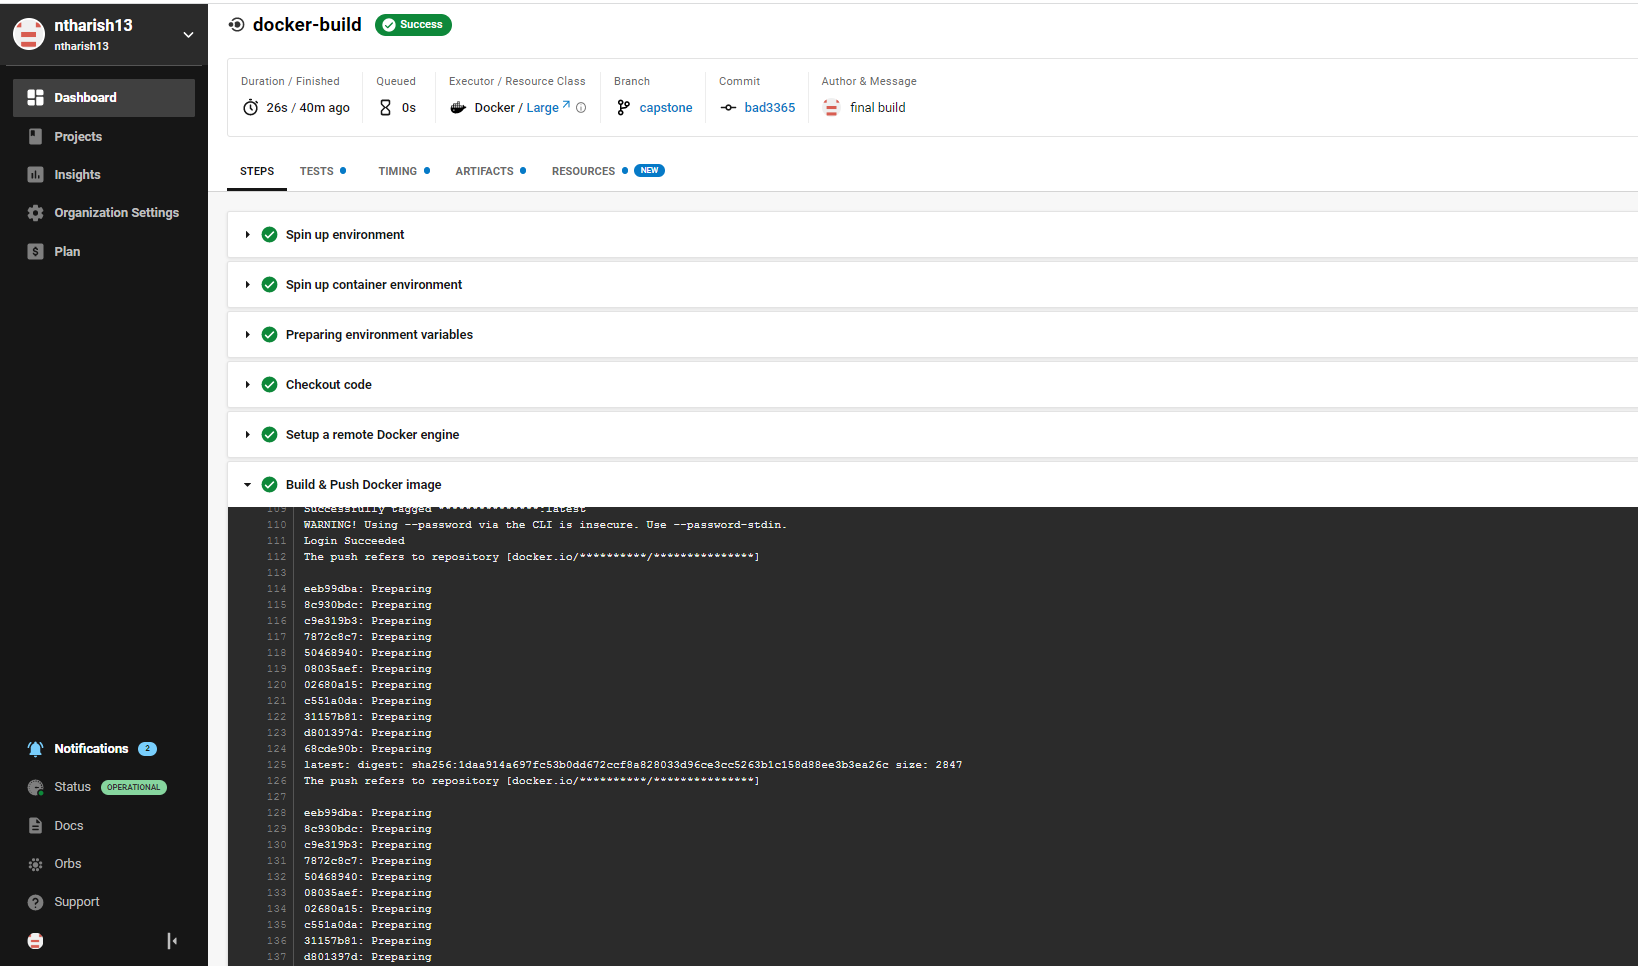 ntharish13
ntharish13
Dashboard
Projects
Insights
Organization Settings
Plan
Notifications 2
Status OPERATIONAL
Docs
Orbs
Support
docker-build Success
Duration / Finished
26s / 40m ago
Queued
0s
Executor / Resource Class
Docker / Large
Branch
capstone
Commit
bad3365
Author & Message
final build
STEPS TESTS TIMING ARTIFACTS RESOURCES NEW
Spin up environment
Spin up container environment
Preparing environment variables
Checkout code
Setup a remote Docker engine
Build & Push Docker image
109 Successfully tagged ***************:latest
110 WARNING! Using --password via the CLI is insecure. Use --password-stdin.
111 Login Succeeded
112 The push refers to repository [docker.io/**********/***************]
113
114 eeb99dba: Preparing
115 8c930bdc: Preparing
116 c9e319b3: Preparing
117 7872c8c7: Preparing
118 50468940: Preparing
119 08035aef: Preparing
120 02680a15: Preparing
121 c551a0da: Preparing
122 31157b81: Preparing
123 d801397d: Preparing
124 68cde90b: Preparing
125 latest: digest: sha256:1daa914a697fc53b0dd672ccf8a828033d96ce3cc5263b1c158d88ee3b3ea26c size: 2847
126 The push refers to repository [docker.io/**********/***************]
127
128 eeb99dba: Preparing
129 8c930bdc: Preparing
130 c9e319b3: Preparing
131 7872c8c7: Preparing
132 50468940: Preparing
133 08035aef: Preparing
134 02680a15: Preparing
135 c551a0da: Preparing
136 31157b81: Preparing
137 d801397d: Preparing